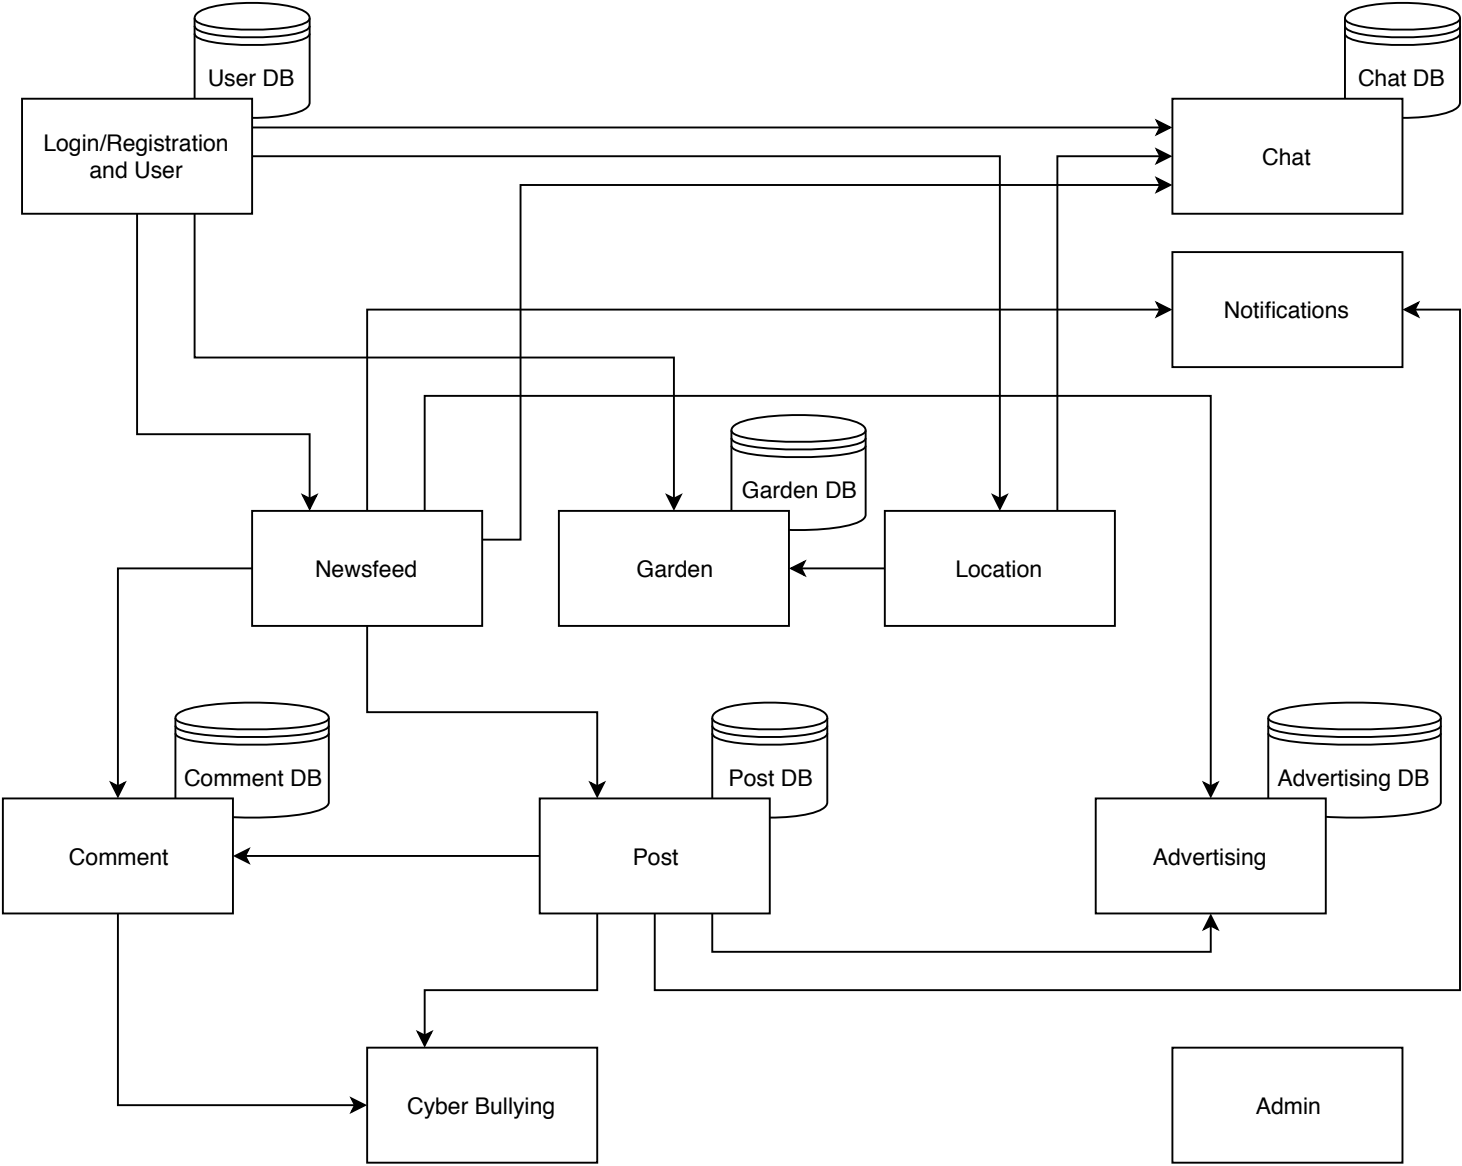 User DB
Chat DB
Login/Registration
and User
Chat
Notifications
Garden DB
Newsfeed
Garden
Location
Comment DB
Post DB
Advertising DB
Comment
Post
Advertising
Cyber Bullying
Admin